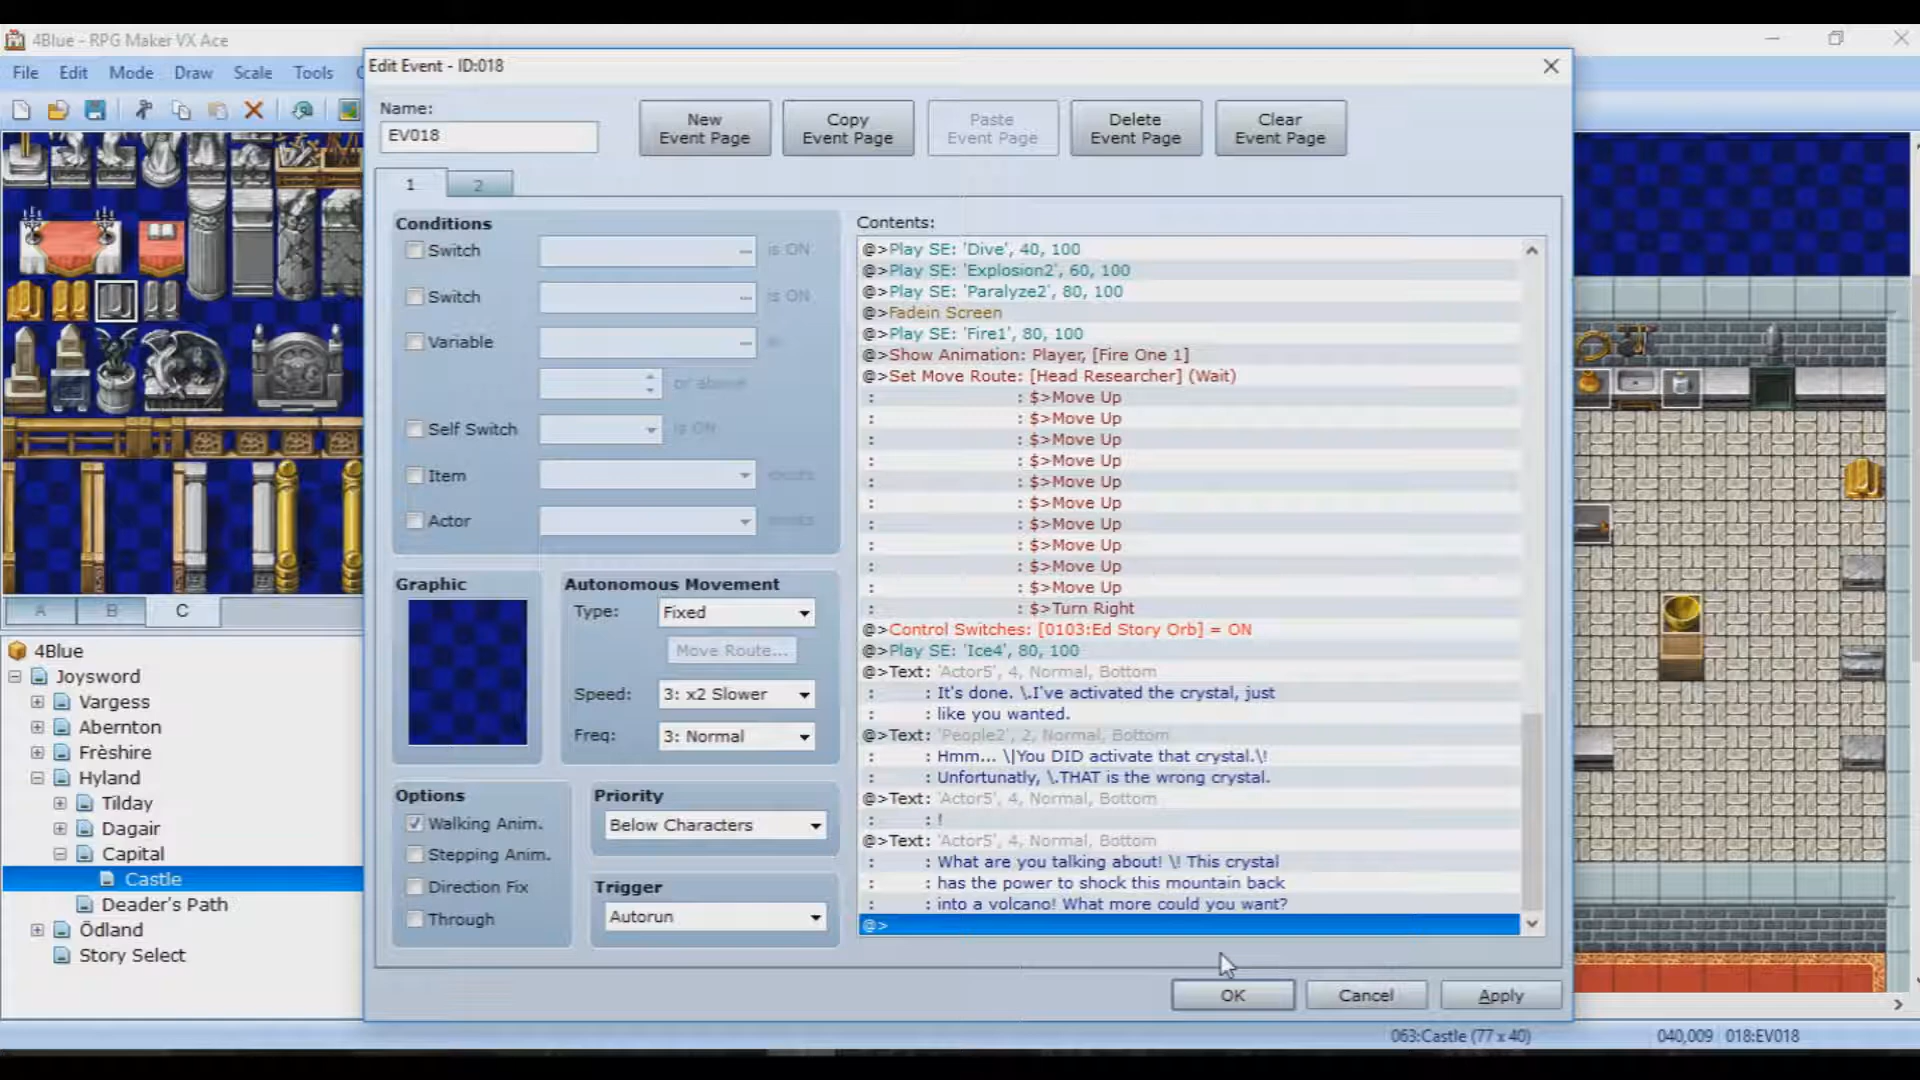 4Blue - RPG Maker VX Ace
File Edit Mode Draw Scale Tools
Edit Event - ID:018
Name:
EV018
New Event Page
Copy Event Page
Paste Event Page
Delete Event Page
Clear Event Page
1
2
Conditions
Switch ... is ON
Switch ... is ON
Variable ...
or above
Self Switch is ON
Item exists
Actor exists
Graphic
Autonomous Movement
Type: Fixed
Move Route...
Speed: 3: x2 Slower
Freq: 3: Normal
Options
Walking Anim.
Stepping Anim.
Direction Fix
Through
Priority
Below Characters
Trigger
Autorun
Contents:
@>Play SE: 'Dive', 40, 100
@>Play SE: 'Explosion2', 60, 100
@>Play SE: 'Paralyze2', 80, 100
@>Fadein Screen
@>Play SE: 'Fire1', 80, 100
@>Show Animation: Player, [Fire One 1]
@>Set Move Route: [Head Researcher] (Wait)
: : $>Move Up
: : $>Move Up
: : $>Move Up
: : $>Move Up
: : $>Move Up
: : $>Move Up
: : $>Move Up
: : $>Move Up
: : $>Move Up
: : $>Move Up
: : $>Turn Right
@>Control Switches: [0103:Ed Story Orb] = ON
@>Play SE: 'Ice4', 80, 100
@>Text: 'Actor5', 4, Normal, Bottom
: : It's done. \.I've activated the crystal, just
: : like you wanted.
@>Text: 'People2', 2, Normal, Bottom
: : Hmm... \|You DID activate that crystal.\!
: : Unfortunatly, \.THAT is the wrong crystal.
@>Text: 'Actor5', 4, Normal, Bottom
: : !
@>Text: 'Actor5', 4, Normal, Bottom
: : What are you talking about! \! This crystal
: : has the power to shock this mountain back
: : into a volcano! What more could you want?
@>
OK
Cancel
Apply
A B C
4Blue
Joysword
Vargess
Abernton
Frèshire
Hyland
Tilday
Dagair
Capital
Castle
Deader's Path
Ödland
Story Select
063:Castle (77 x 40)
040,009 018:EV018